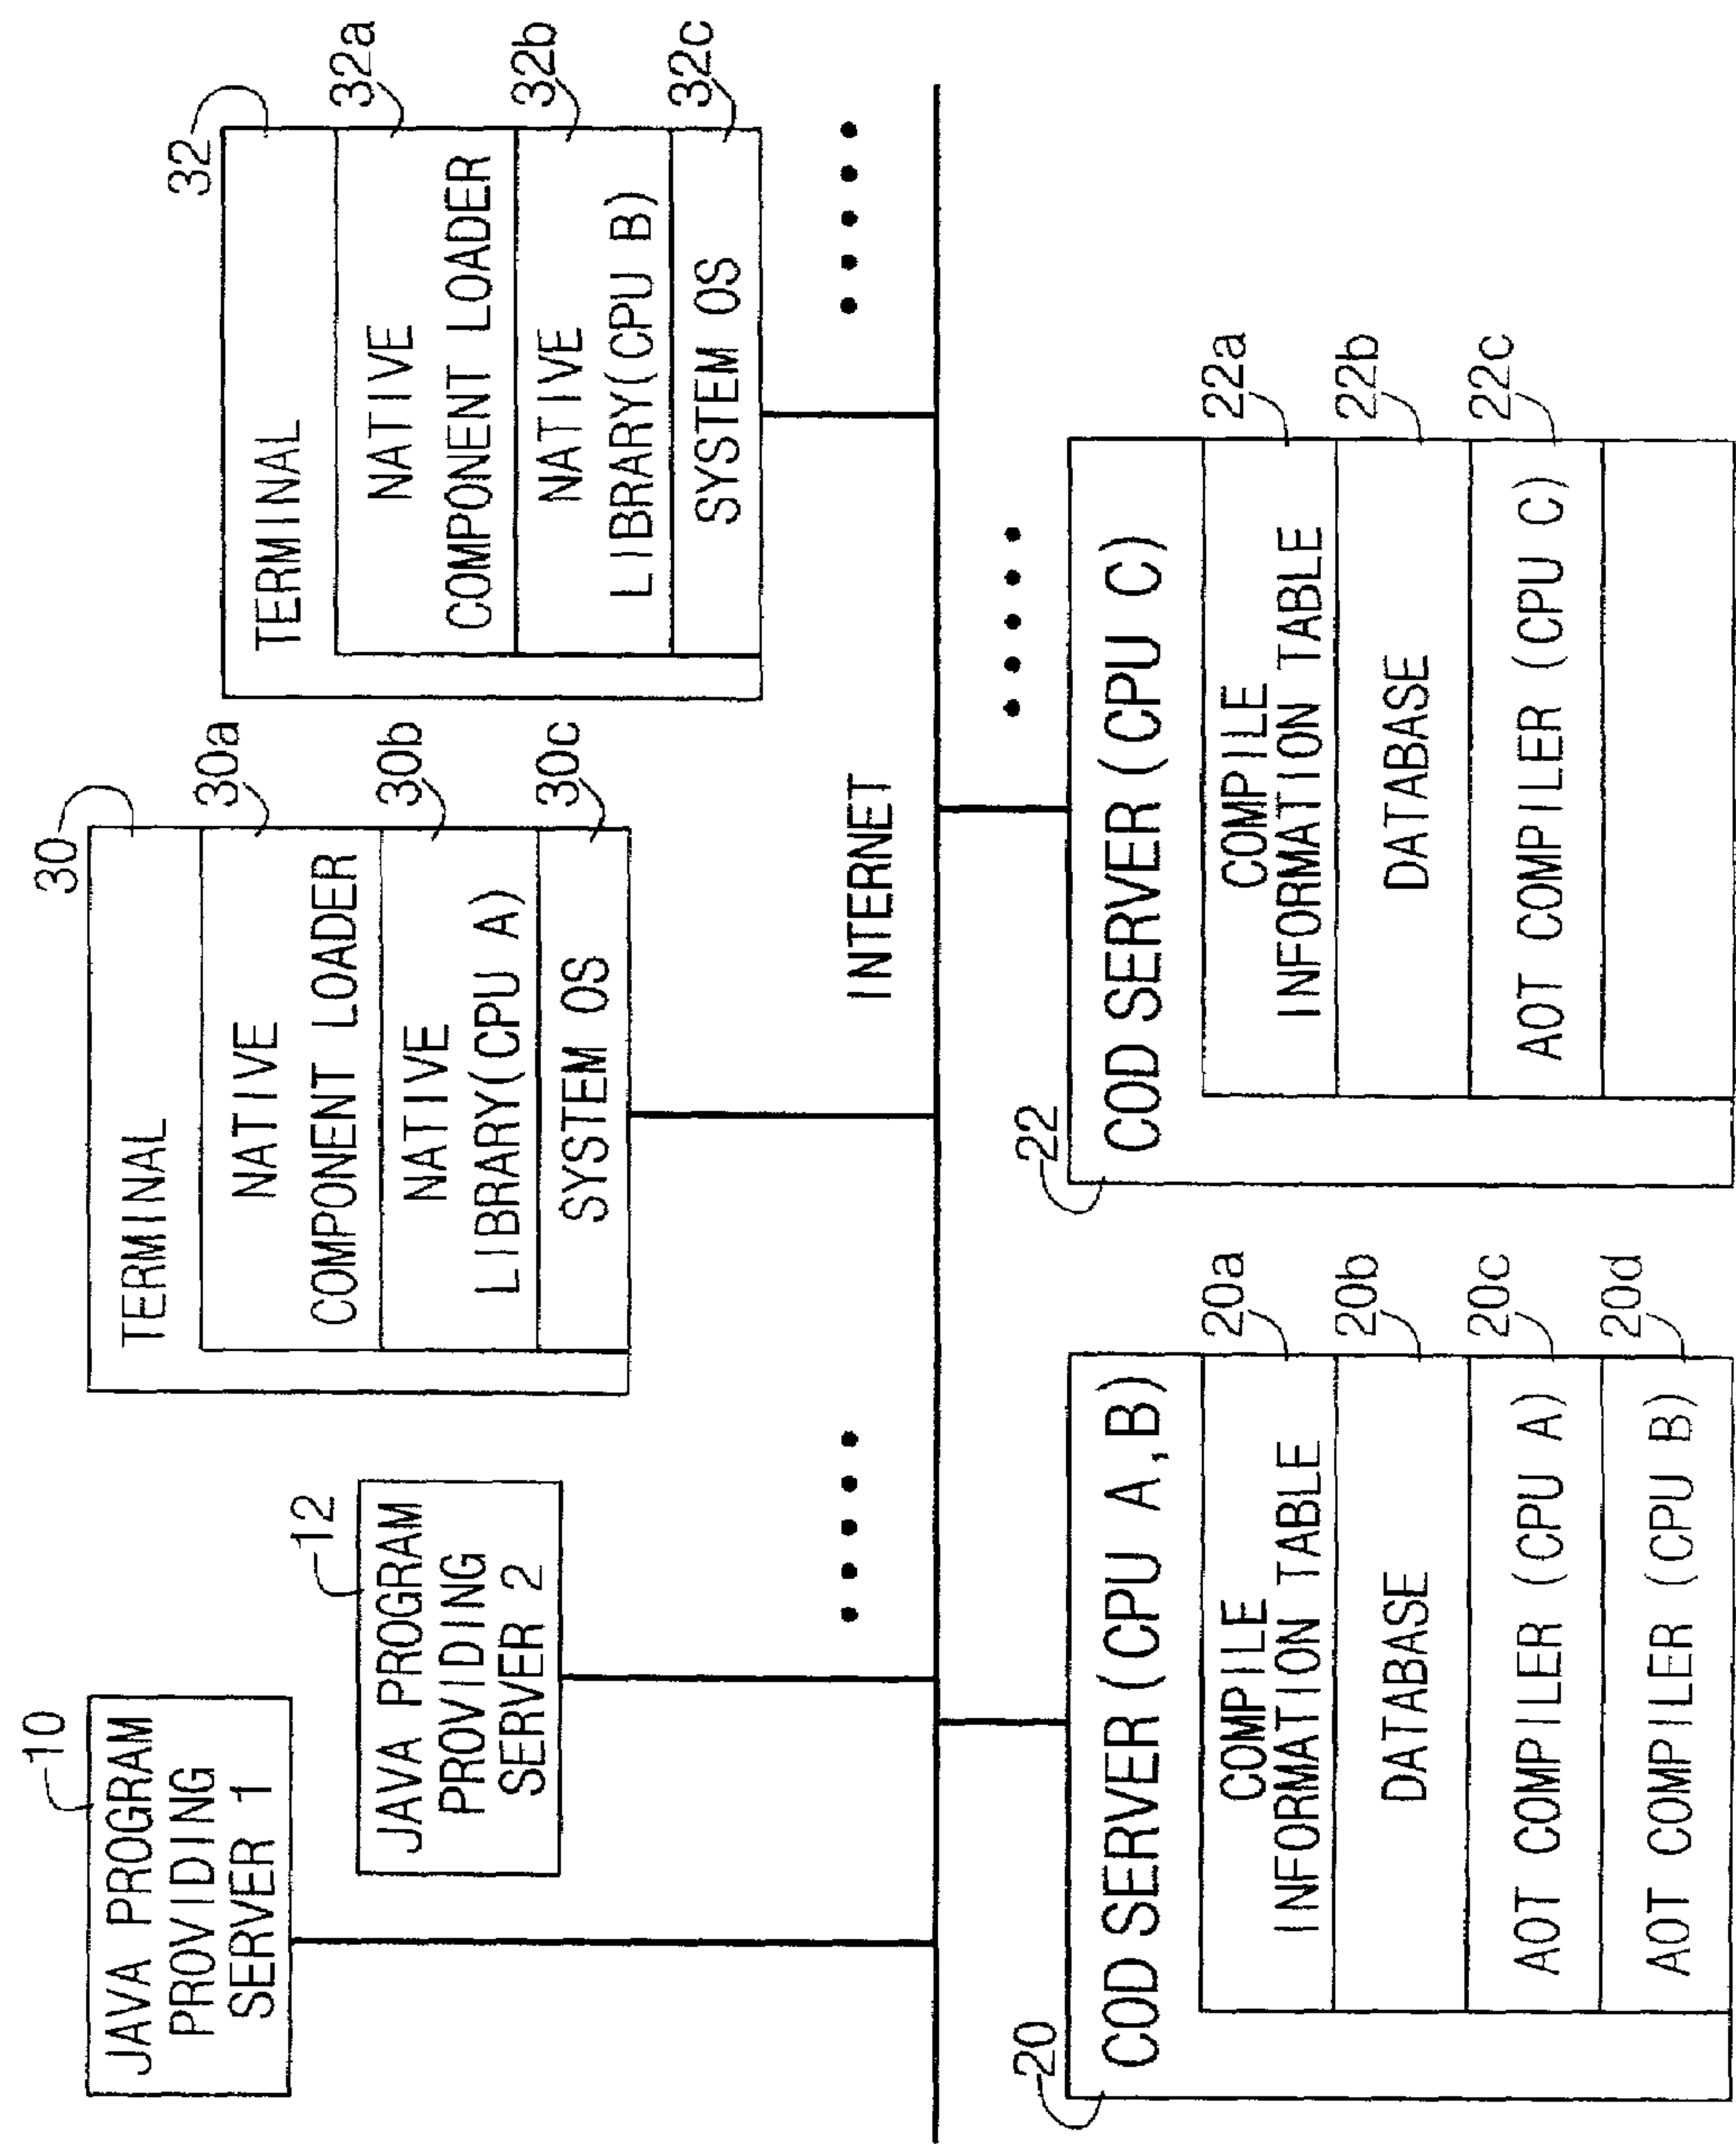 10
JAVA PROGRAM
PROVIDING
SERVER 1
12
JAVA PROGRAM
PROVIDING
SERVER 2
30
TERMINAL
NATIVE
COMPONENT LOADER
30a
NATIVE
LIBRARY(CPU A)
30b
SYSTEM OS
30c
32
TERMINAL
NATIVE
COMPONENT LOADER
32a
NATIVE
LIBRARY(CPU B)
32b
SYSTEM OS
32c
INTERNET
20
COD SERVER (CPU A,B)
COMPILE
INFORMATION TABLE
20a
DATABASE
20b
AOT COMPILER (CPU A)
20c
AOT COMPILER (CPU B)
20d
22
COD SERVER (CPU C)
COMPILE
INFORMATION TABLE
22a
DATABASE
22b
AOT COMPILER (CPU C)
22c